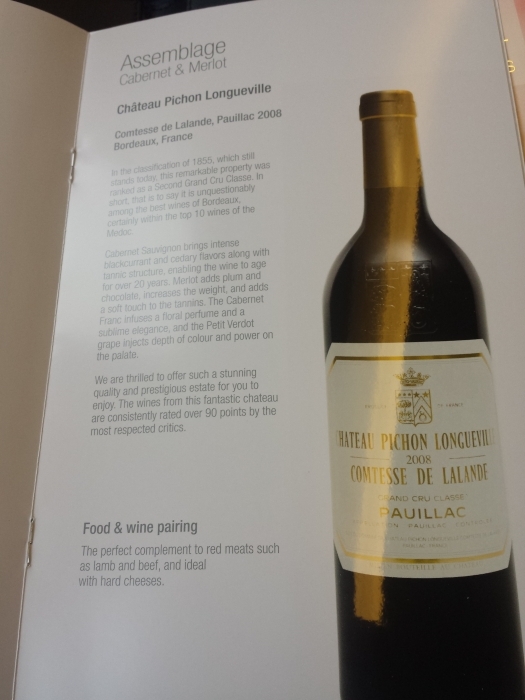 Assemblage
Cabernet & Merlot
Château Pichon Longueville
Comtesse de Lalande, Pauillac 2008
Bordeaux, France
In the classification of 1855, which still
stands today, this remarkable property was
ranked as a Second Grand Cru Classe. In
short, that is to say it is unquestionably
among the best wines of Bordeaux,
certainly within the top 10 wines of the
Medoc.
Cabernet Sauvignon brings intense
blackcurrant and cedary flavors along with
tannic structure, enabling the wine to age
for over 20 years. Merlot adds plum and
chocolate, increases the weight, and adds
a soft touch to the tannins. The Cabernet
Franc infuses a floral perfume and a
sublime elegance, and the Petit Verdot
grape injects depth of colour and power on
the palate.
We are thrilled to offer such a stunning
quality and prestigious estate for you to
enjoy. The wines from this fantastic chateau
are consistently rated over 90 points by the
most respected critics.
Food & wine pairing
The perfect complement to red meats such
as lamb and beef, and ideal
with hard cheeses.
CHATEAU PICHON LONGUEVILLE
2008
COMTESSE DE LALANDE
GRAND CRU CLASSÉ
PAUILLAC